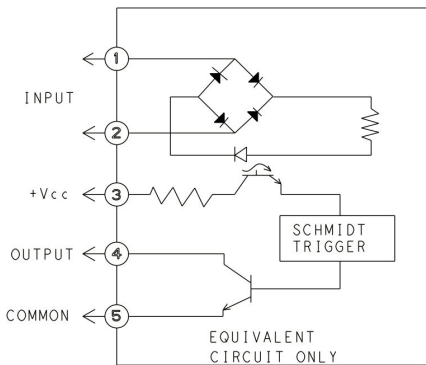 1
INPUT
2
+Vcc
3
SCHMIDT
TRIGGER
OUTPUT
4
COMMON
5
EQUIVALENT
CIRCUIT ONLY